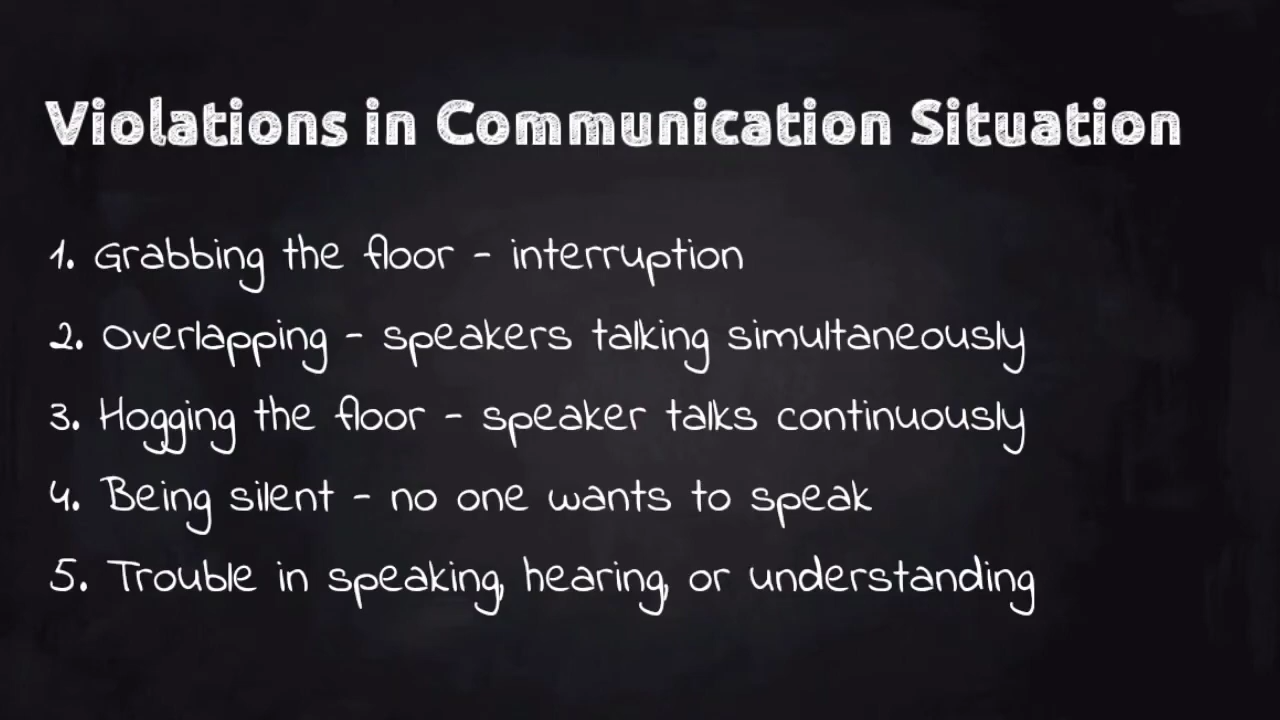 Violations in Communication Situation
1. Grabbing the floor - interruption
2. Overlapping - speakers talking simultaneously
3. Hogging the floor - speaker talks continuously
4. Being silent - no one wants to speak
5. Trouble in speaking, hearing, or understanding